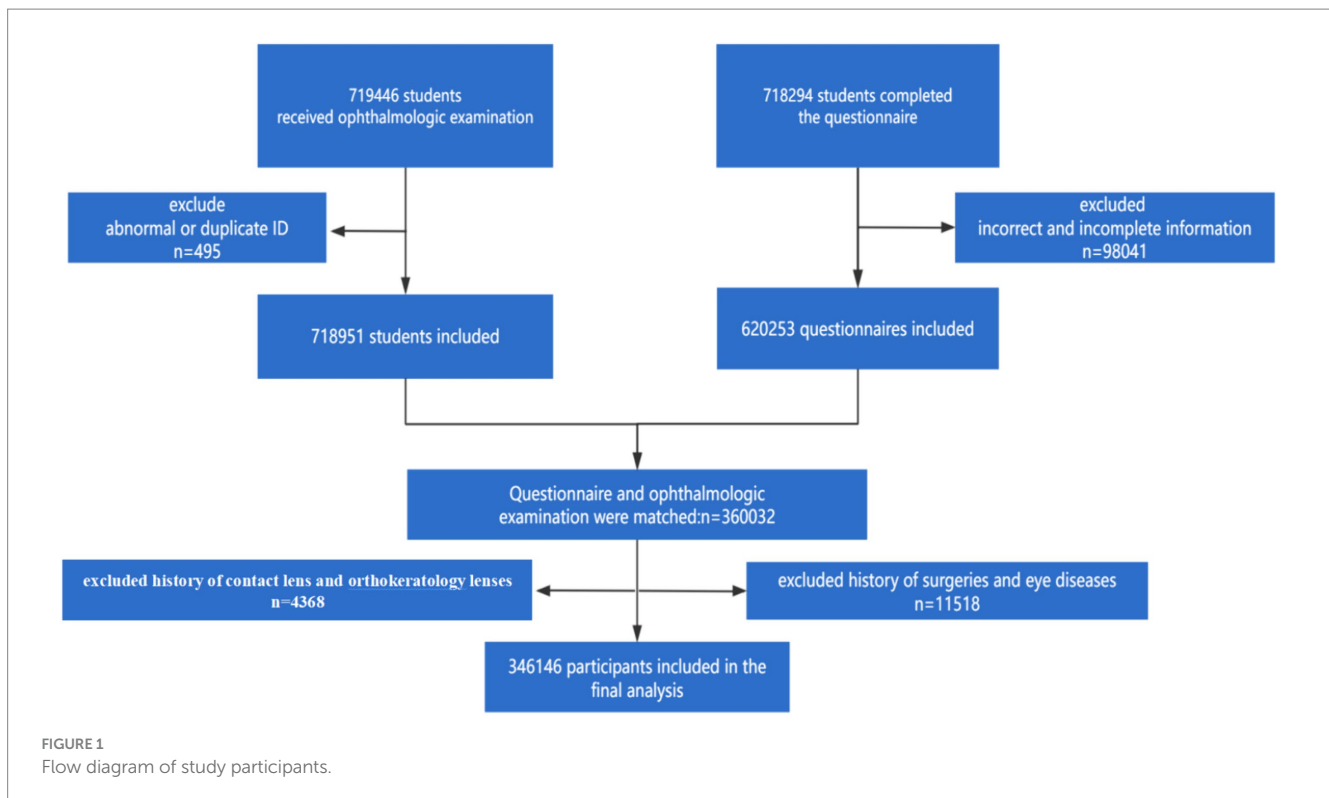 719446 students
received ophthalmologic examination
718294 students completed
the questionnaire
exclude
abnormal or duplicate ID
n=495
excluded
incorrect and incomplete information
n=98041
718951 students included
620253 questionnaires included
Questionnaire and ophthalmologic
examination were matched:n=360032
excluded history of contact lens and orthokeratology lenses
n=4368
excluded history of surgeries and eye diseases
n=11518
346146 participants included in the
final analysis
FIGURE 1
Flow diagram of study participants.